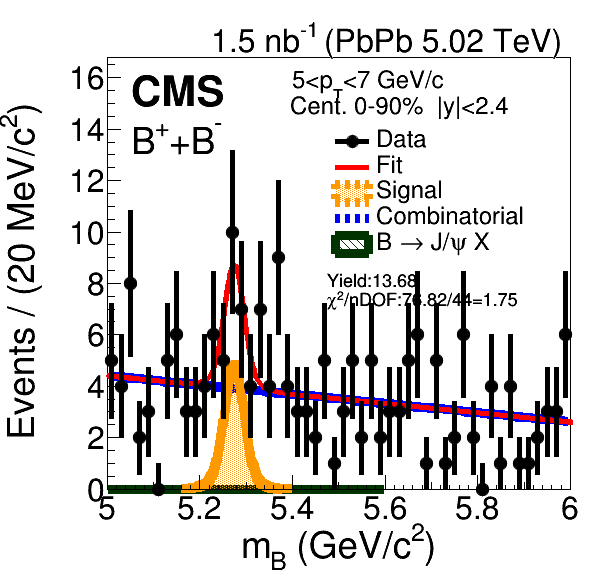 1.5 nb⁻¹ (PbPb 5.02 TeV)
CMS
B⁺+B⁻
5<p_T<7 GeV/c
Cent. 0-90% |y|<2.4
Data
Fit
Signal
Combinatorial
B → J/ψ X
Yield:13.68
χ²/nDOF:76.82/44=1.75
Events / (20 MeV/c²)
16
14
12
10
8
6
4
2
0
5 5.2 5.4 5.6 5.8 6
m_B (GeV/c²)